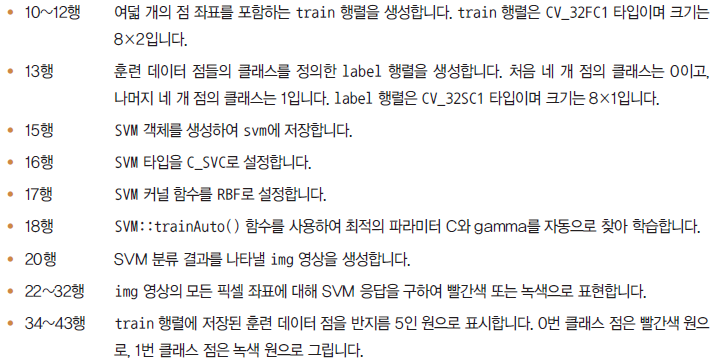 • 10~12행 여덟 개의 점 좌표를 포함하는 train 행렬을 생성합니다. train 행렬은 CV_32FC1 타입이며 크기는
8×2입니다.
• 13행 훈련 데이터 점들의 클래스를 정의한 label 행렬을 생성합니다. 처음 네 개 점의 클래스는 0이고,
나머지 네 개 점의 클래스는 1입니다. label 행렬은 CV_32SC1 타입이며 크기는 8×1입니다.
• 15행 SVM 객체를 생성하여 svm에 저장합니다.
• 16행 SVM 타입을 C_SVC로 설정합니다.
• 17행 SVM 커널 함수를 RBF로 설정합니다.
• 18행 SVM::trainAuto() 함수를 사용하여 최적의 파라미터 C와 gamma를 자동으로 찾아 학습합니다.
• 20행 SVM 분류 결과를 나타낼 img 영상을 생성합니다.
• 22~32행 img 영상의 모든 픽셀 좌표에 대해 SVM 응답을 구하여 빨간색 또는 녹색으로 표현합니다.
• 34~43행 train 행렬에 저장된 훈련 데이터 점을 반지름 5인 원으로 표시합니다. 0번 클래스 점은 빨간색 원으
로, 1번 클래스 점은 녹색 원으로 그립니다.